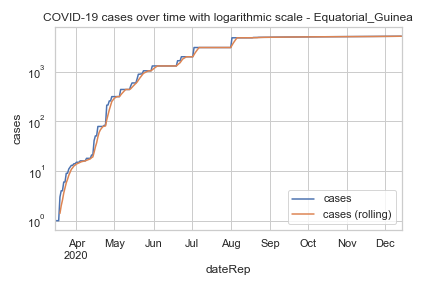 COVID-19 cases over time with logarithmic scale - Equatorial_Guinea
cases
10³
10²
10¹
10⁰
Apr May Jun Jul Aug Sep Oct Nov Dec
2020
dateRep
cases
cases (rolling)